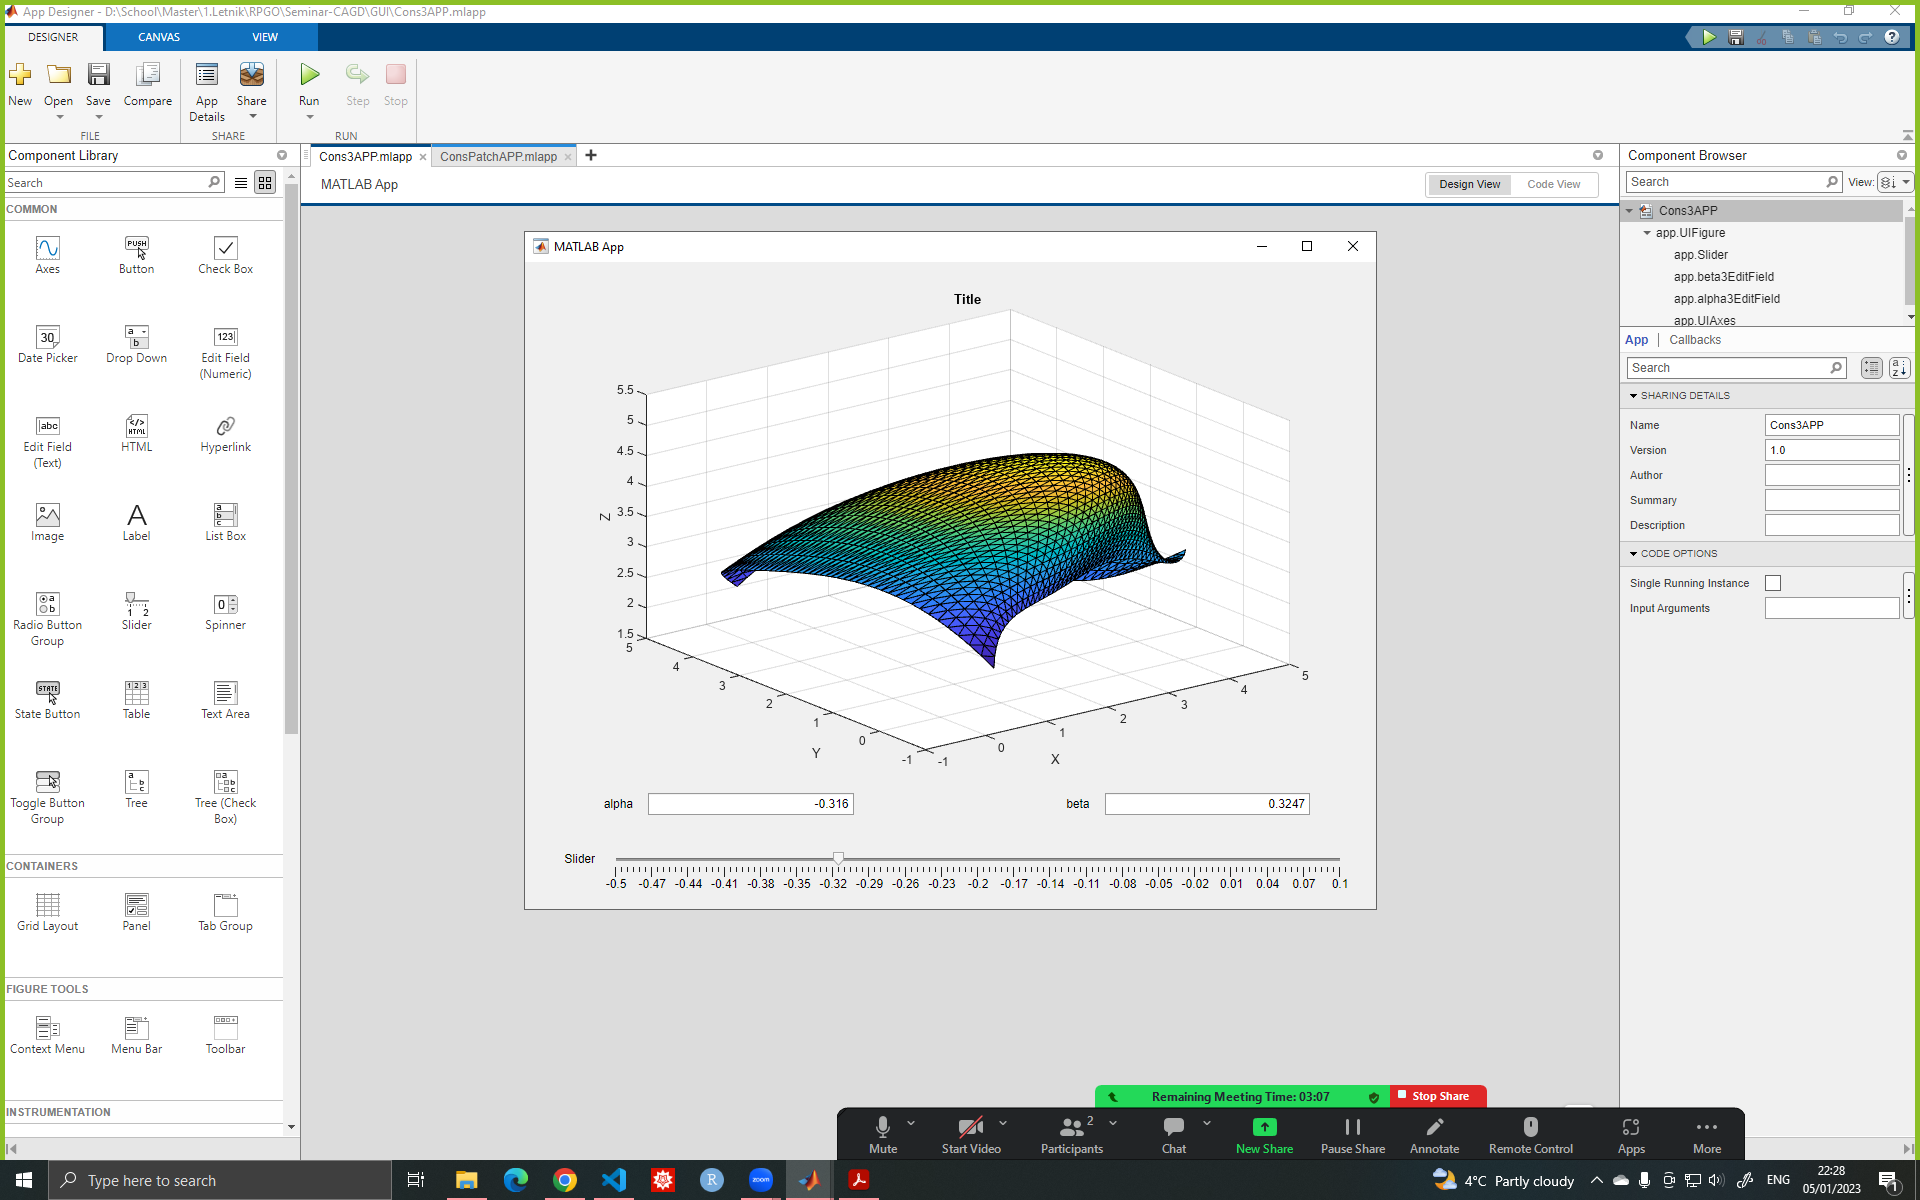 App Designer - D:\School\Master\1.Letnik\RPGO\Seminar-CAGD\GUI\Cons3APP.mlapp
DESIGNER CANVAS VIEW
New Open Save Compare App Details Share Run Step Stop
FILE SHARE RUN
Component Library
Search
COMMON
Axes Button Check Box
Date Picker Drop Down Edit Field (Numeric)
Edit Field (Text) HTML Hyperlink
Image Label List Box
Radio Button Group Slider Spinner
State Button Table Text Area
Toggle Button Group Tree Tree (Check Box)
CONTAINERS
Grid Layout Panel Tab Group
FIGURE TOOLS
Context Menu Menu Bar Toolbar
INSTRUMENTATION
Cons3APP.mlapp ConsPatchAPP.mlapp
MATLAB App
Design View Code View
MATLAB App
Title
5.5
5
4.5
4
3.5
3
2.5
2
1.5
Z
5 4 3 2 1 0 -1
Y
-1 0 1 2 3 4 5
X
alpha -0.316
beta 0.3247
Slider
-0.5 -0.47 -0.44 -0.41 -0.38 -0.35 -0.32 -0.29 -0.26 -0.23 -0.2 -0.17 -0.14 -0.11 -0.08 -0.05 -0.02 0.01 0.04 0.07 0.1
Component Browser
Search View:
Cons3APP
app.UIFigure
app.Slider
app.beta3EditField
app.alpha3EditField
app.UIAxes
App Callbacks
Search
SHARING DETAILS
Name Cons3APP
Version 1.0
Author
Summary
Description
CODE OPTIONS
Single Running Instance
Input Arguments
Remaining Meeting Time: 03:07 Stop Share
Mute Start Video Participants 2 Chat New Share Pause Share Annotate Remote Control Apps More
Type here to search
zoom
4°C Partly cloudy
ENG
22:28
05/01/2023
1